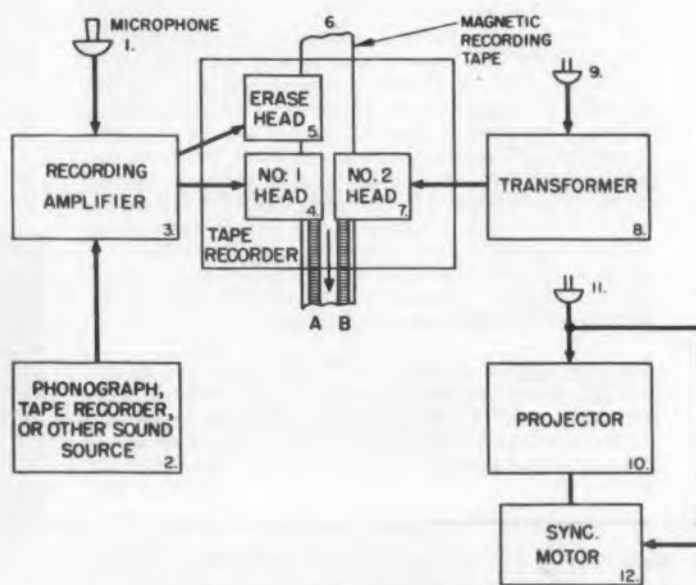 MICROPHONE
1.
6.
MAGNETIC
RECORDING
TAPE
9.
ERASE
HEAD
5.
RECORDING
AMPLIFIER
3.
NO: 1
HEAD
4.
NO. 2
HEAD
7.
TRANSFORMER
8.
TAPE
RECORDER
A B
11.
PHONOGRAPH,
TAPE RECORDER,
OR OTHER SOUND
SOURCE
2.
PROJECTOR
10.
SYNC.
MOTOR
12.